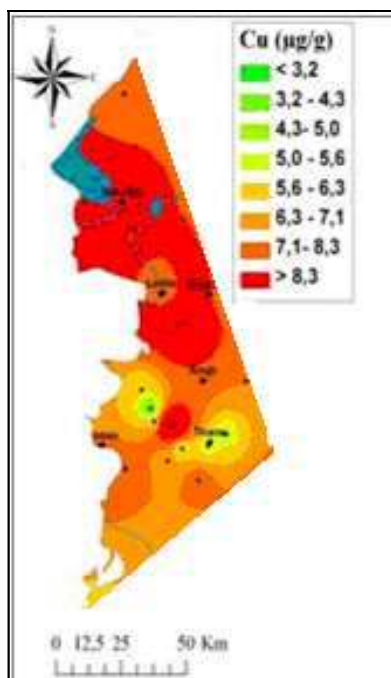 Cu (µg/g)
< 3,2
3,2 - 4,3
4,3- 5,0
5,0 - 5,6
5,6 - 6,3
6,3 - 7,1
7,1- 8,3
> 8,3
0 12,5 25 50 Km